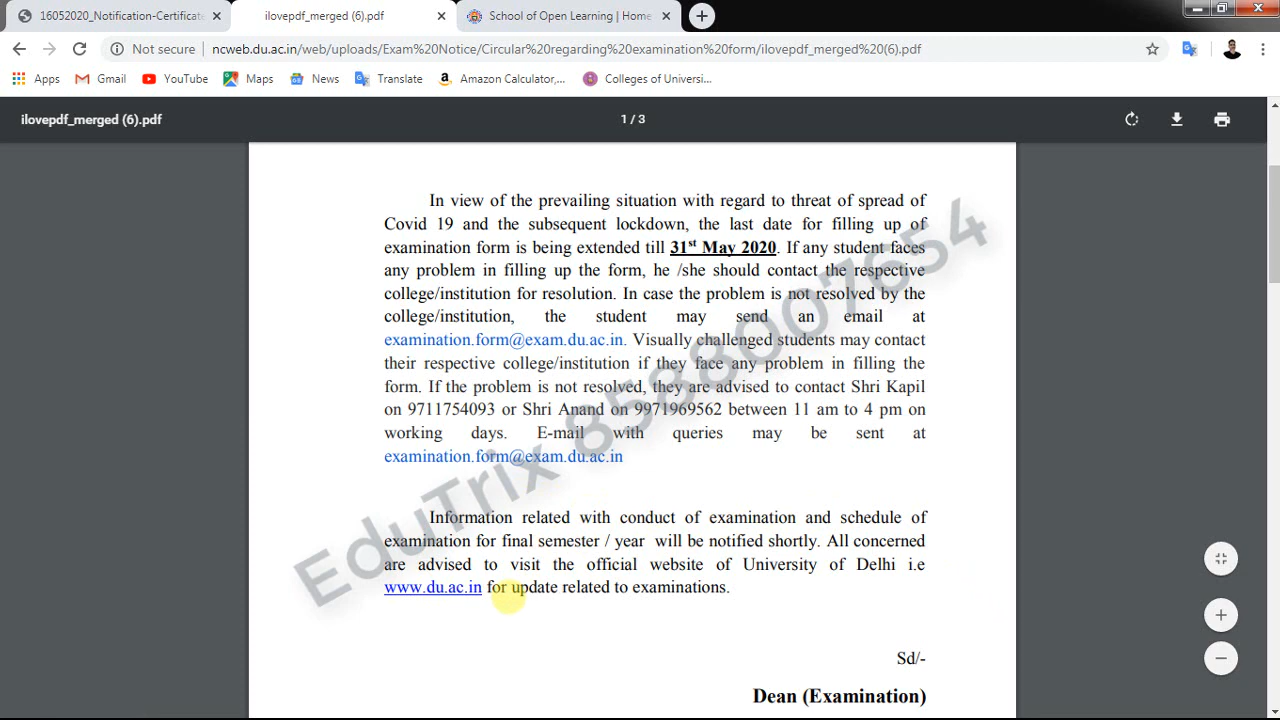 16052020_Notification-Certificate
ilovepdf_merged (6).pdf
School of Open Learning | Home
Not secure
ncweb.du.ac.in/web/uploads/Exam%20Notice/Circular%20regarding%20examination%20form/ilovepdf_merged%20(6).pdf
Apps
Gmail
YouTube
Maps
News
Translate
Amazon Calculator,...
Colleges of Universi...
ilovepdf_merged (6).pdf
1 / 3
In view of the prevailing situation with regard to threat of spread of
Covid 19 and the subsequent lockdown, the last date for filling up of
examination form is being extended till 31st May 2020. If any student faces
any problem in filling up the form, he /she should contact the respective
college/institution for resolution. In case the problem is not resolved by the
college/institution, the student may send an email at
examination.form@exam.du.ac.in. Visually challenged students may contact
their respective college/institution if they face any problem in filling the
form. If the problem is not resolved, they are advised to contact Shri Kapil
on 9711754093 or Shri Anand on 9971969562 between 11 am to 4 pm on
working days. E-mail with queries may be sent at
examination.form@exam.du.ac.in
EduTrix 8588007654
Information related with conduct of examination and schedule of
examination for final semester / year will be notified shortly. All concerned
are advised to visit the official website of University of Delhi i.e
www.du.ac.in for update related to examinations.
Sd/-
Dean (Examination)